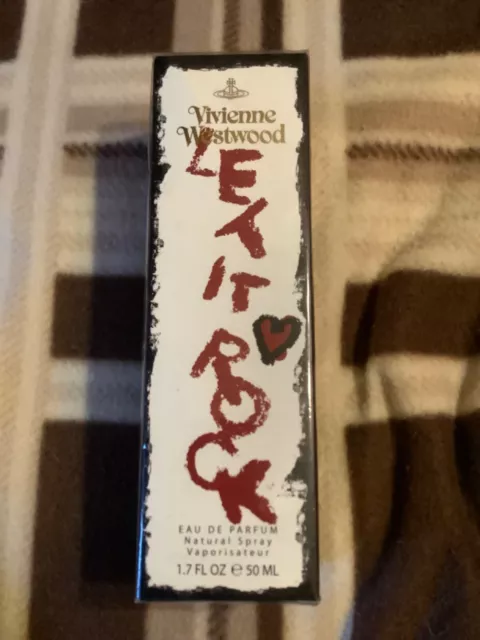 Vivienne
Westwood
LET
IT
ROCK
EAU DE PARFUM
Natural Spray
Vaporisateur
1.7 FL OZ ℮ 50 ML